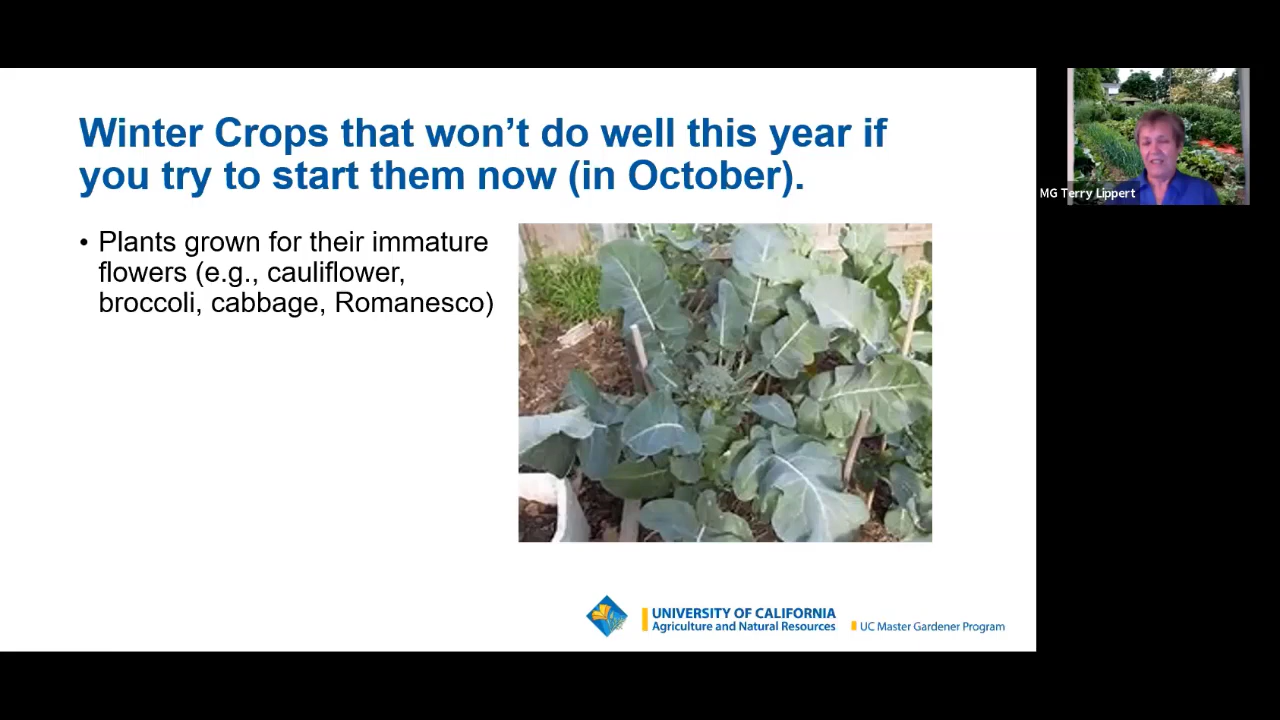 Winter Crops that won't do well this year if
you try to start them now (in October).
• Plants grown for their immature
flowers (e.g., cauliflower,
broccoli, cabbage, Romanesco)
MG Terry Lippert
UNIVERSITY OF CALIFORNIA
Agriculture and Natural Resources
UC Master Gardener Program